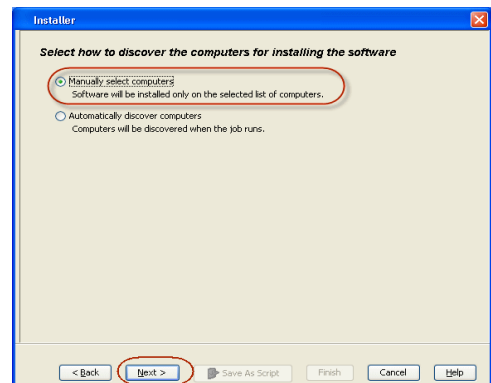 Installer
Select how to discover the computers for installing the software
Manually select computers
Software will be installed only on the selected list of computers.
Automatically discover computers
Computers will be discovered when the job runs.
< Back Next > Save As Script Finish Cancel Help